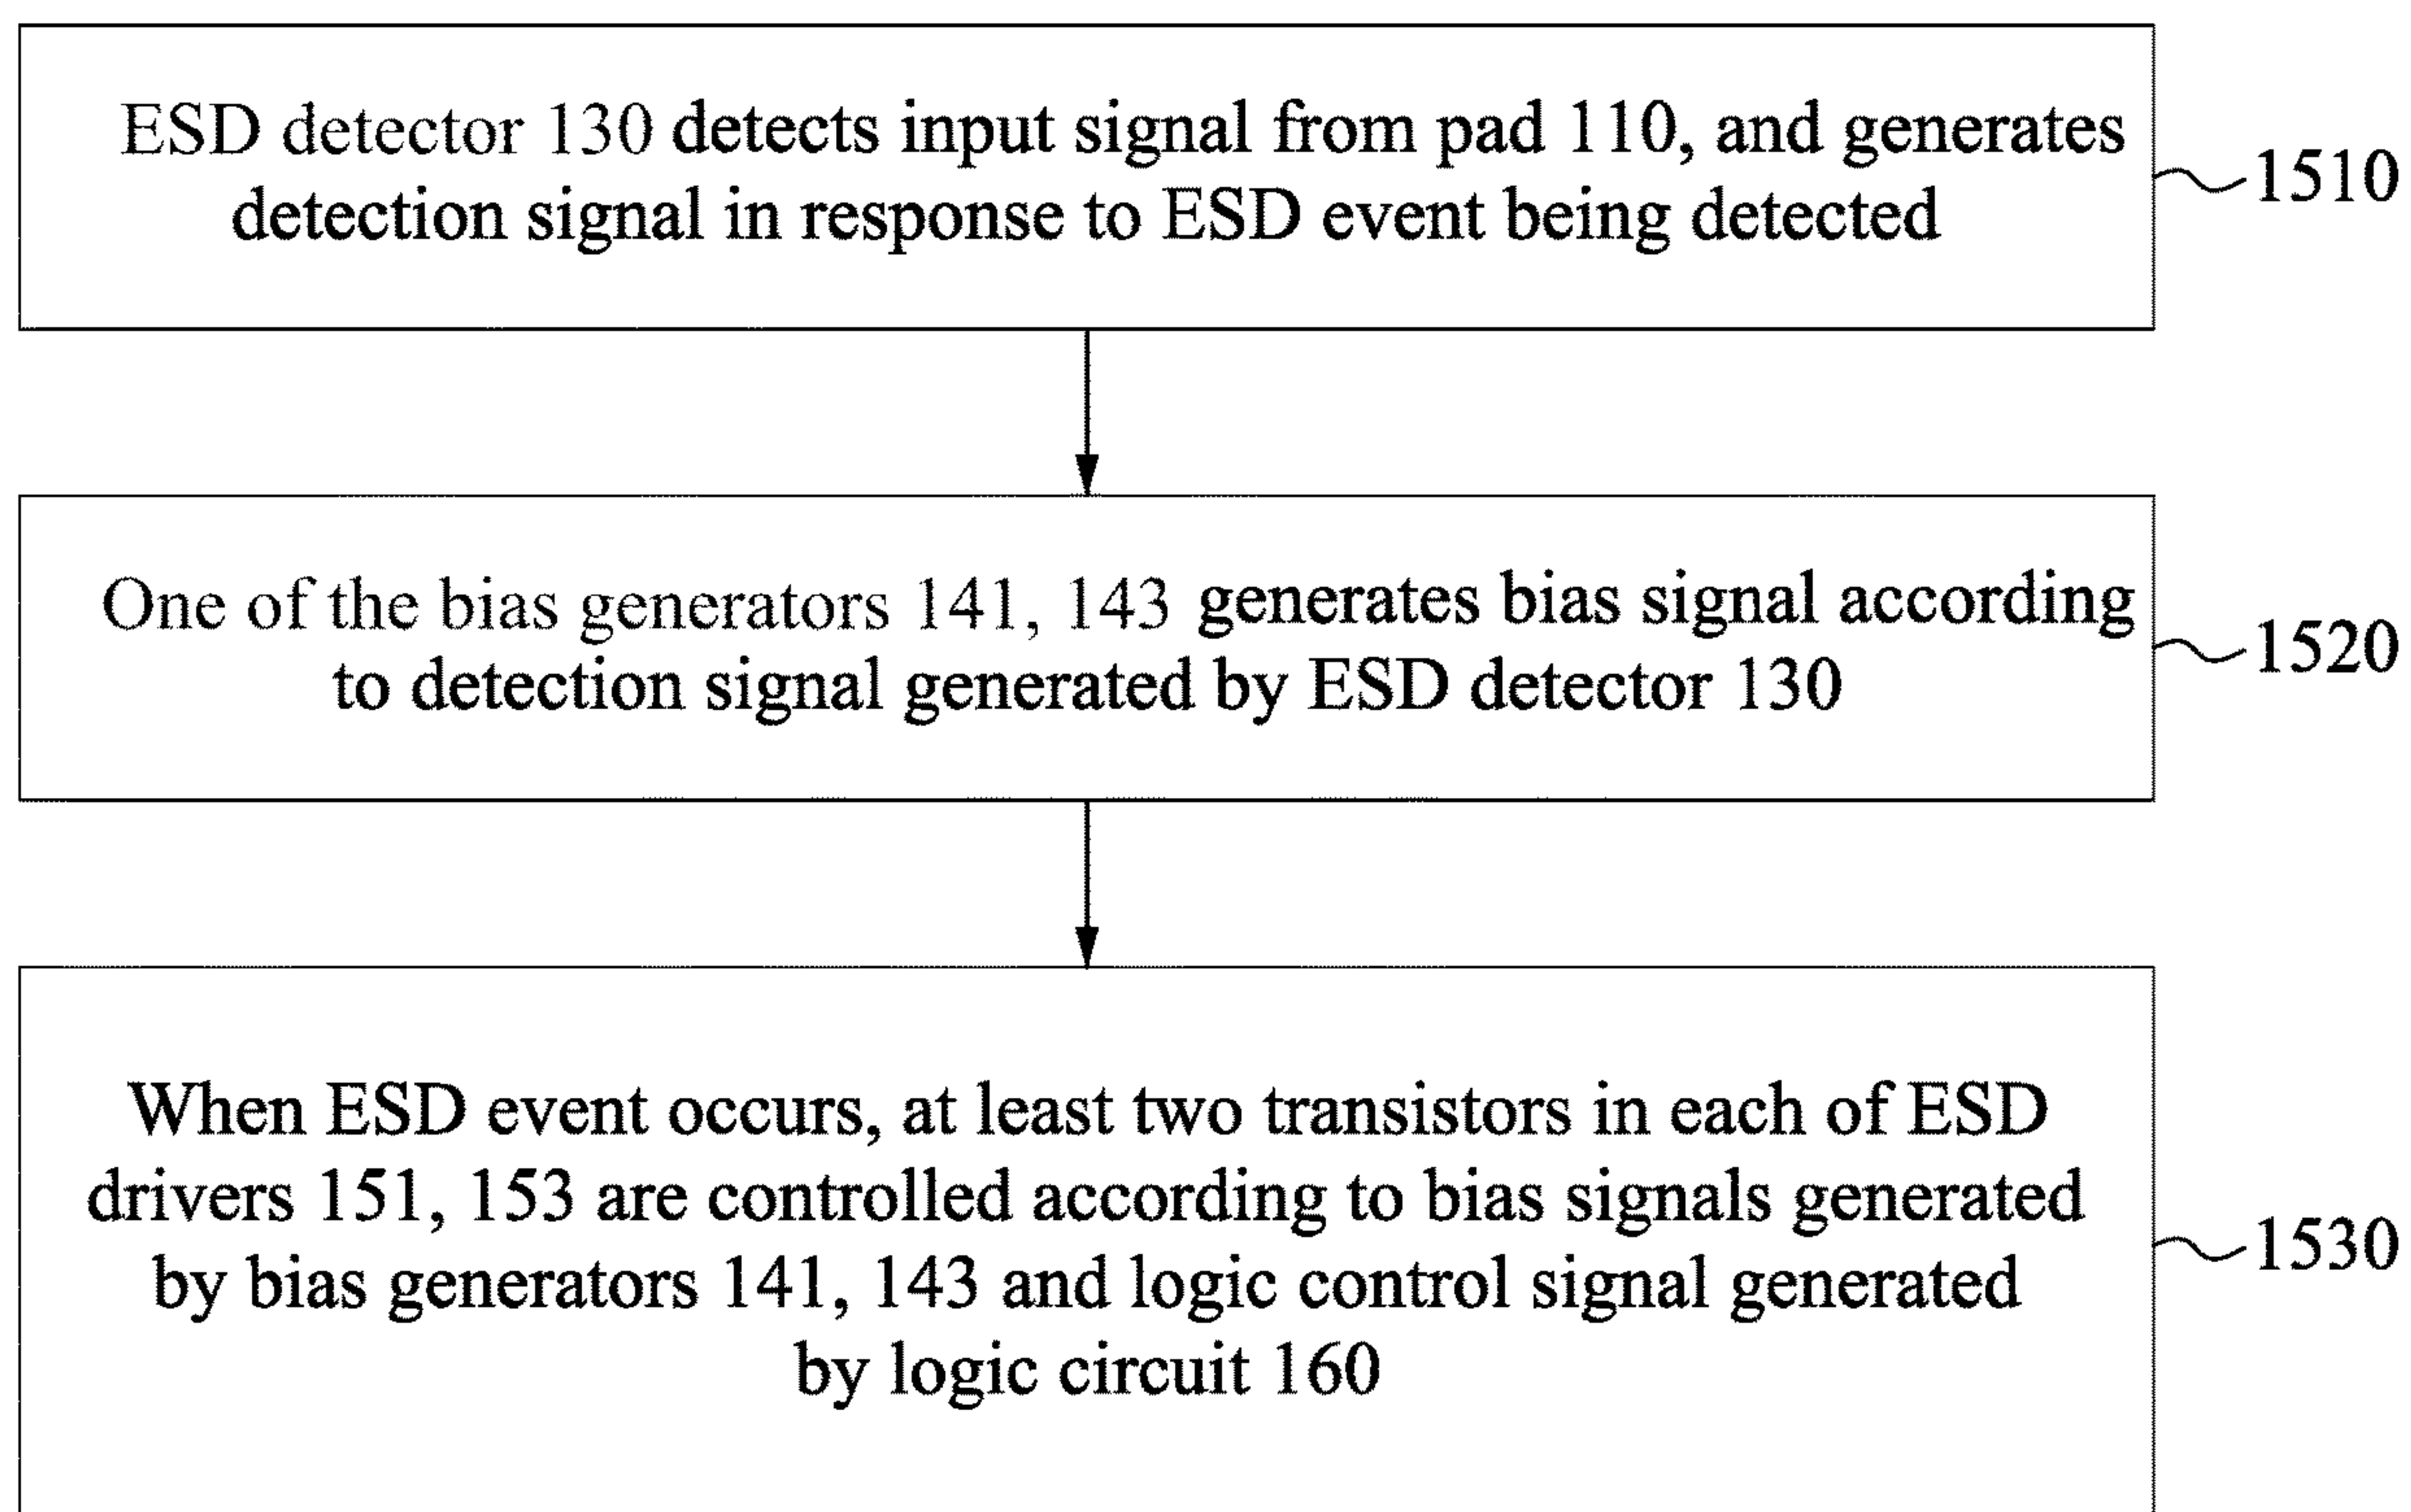 ESD detector 130 detects input signal from pad 110, and generates
detection signal in response to ESD event being detected
1510
One of the bias generators 141, 143 generates bias signal according
to detection signal generated by ESD detector 130
1520
When ESD event occurs, at least two transistors in each of ESD
drivers 151, 153 are controlled according to bias signals generated
by bias generators 141, 143 and logic control signal generated
by logic circuit 160
1530